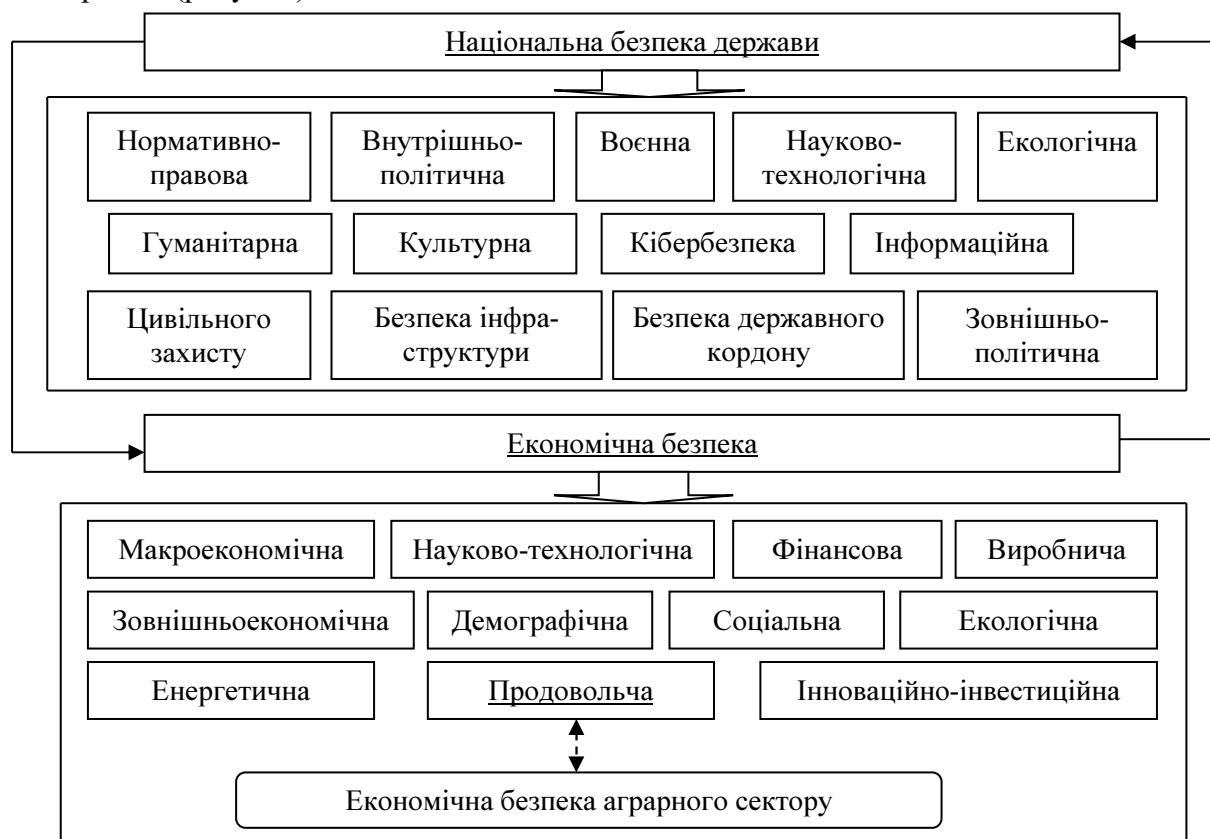 Національна безпека держави
Нормативно-
правова
Внутрішньо-
політична
Воєнна
Науково-
технологічна
Екологічна
Гуманітарна
Культурна
Кібербезпека
Інформаційна
Цивільного
захисту
Безпека інфра-
структури
Безпека державного
кордону
Зовнішньо-
політична
Економічна безпека
Макроекономічна
Науково-технологічна
Фінансова
Виробнича
Зовнішньоекономічна
Демографічна
Соціальна
Екологічна
Енергетична
Продовольча
Інноваційно-інвестиційна
Економічна безпека аграрного сектору